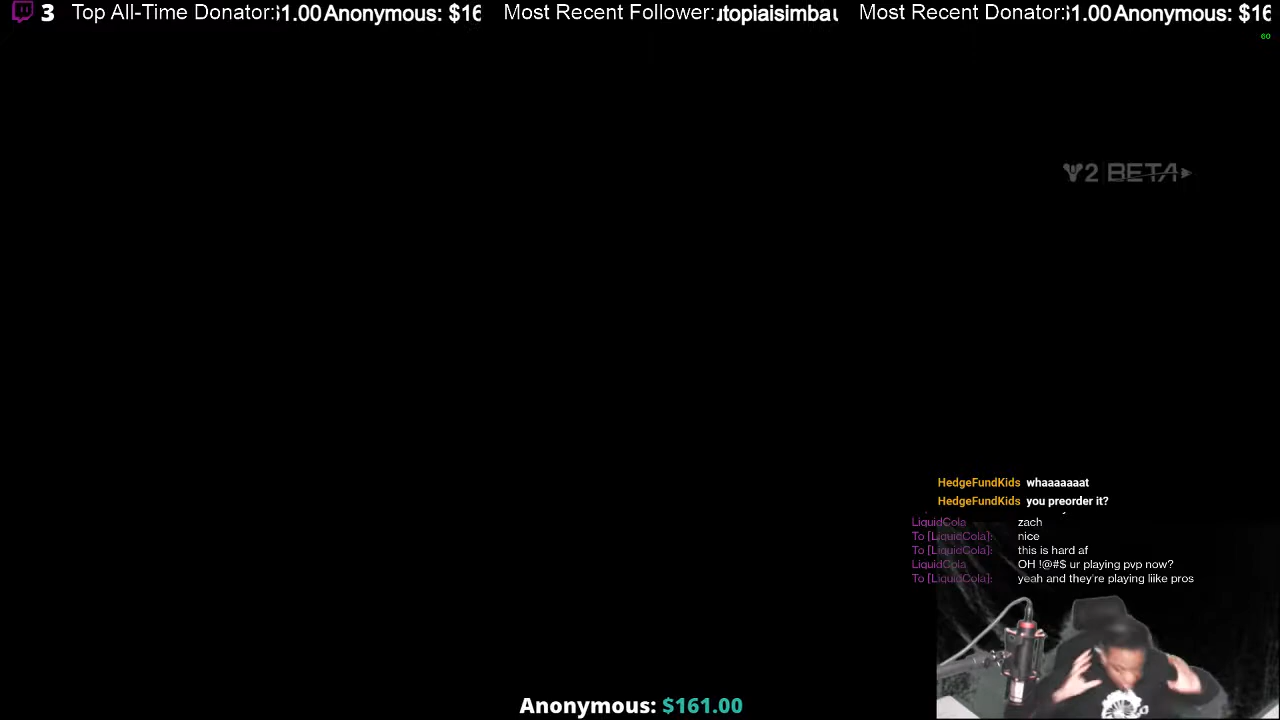 3 Top All-Time Donator: $1.00 Anonymous: $16 Most Recent Follower: utopiaisimbau Most Recent Donator: $1.00 Anonymous: $16
60
2 BETA
HedgeFundKids whaaaaaaat
HedgeFundKids you preorder it?
LiquidCola zach
To [LiquidCola]: nice
To [LiquidCola]: this is hard af
LiquidCola OH !@#$ ur playing pvp now?
To [LiquidCola]: yeah and they're playing liike pros
Anonymous: $161.00